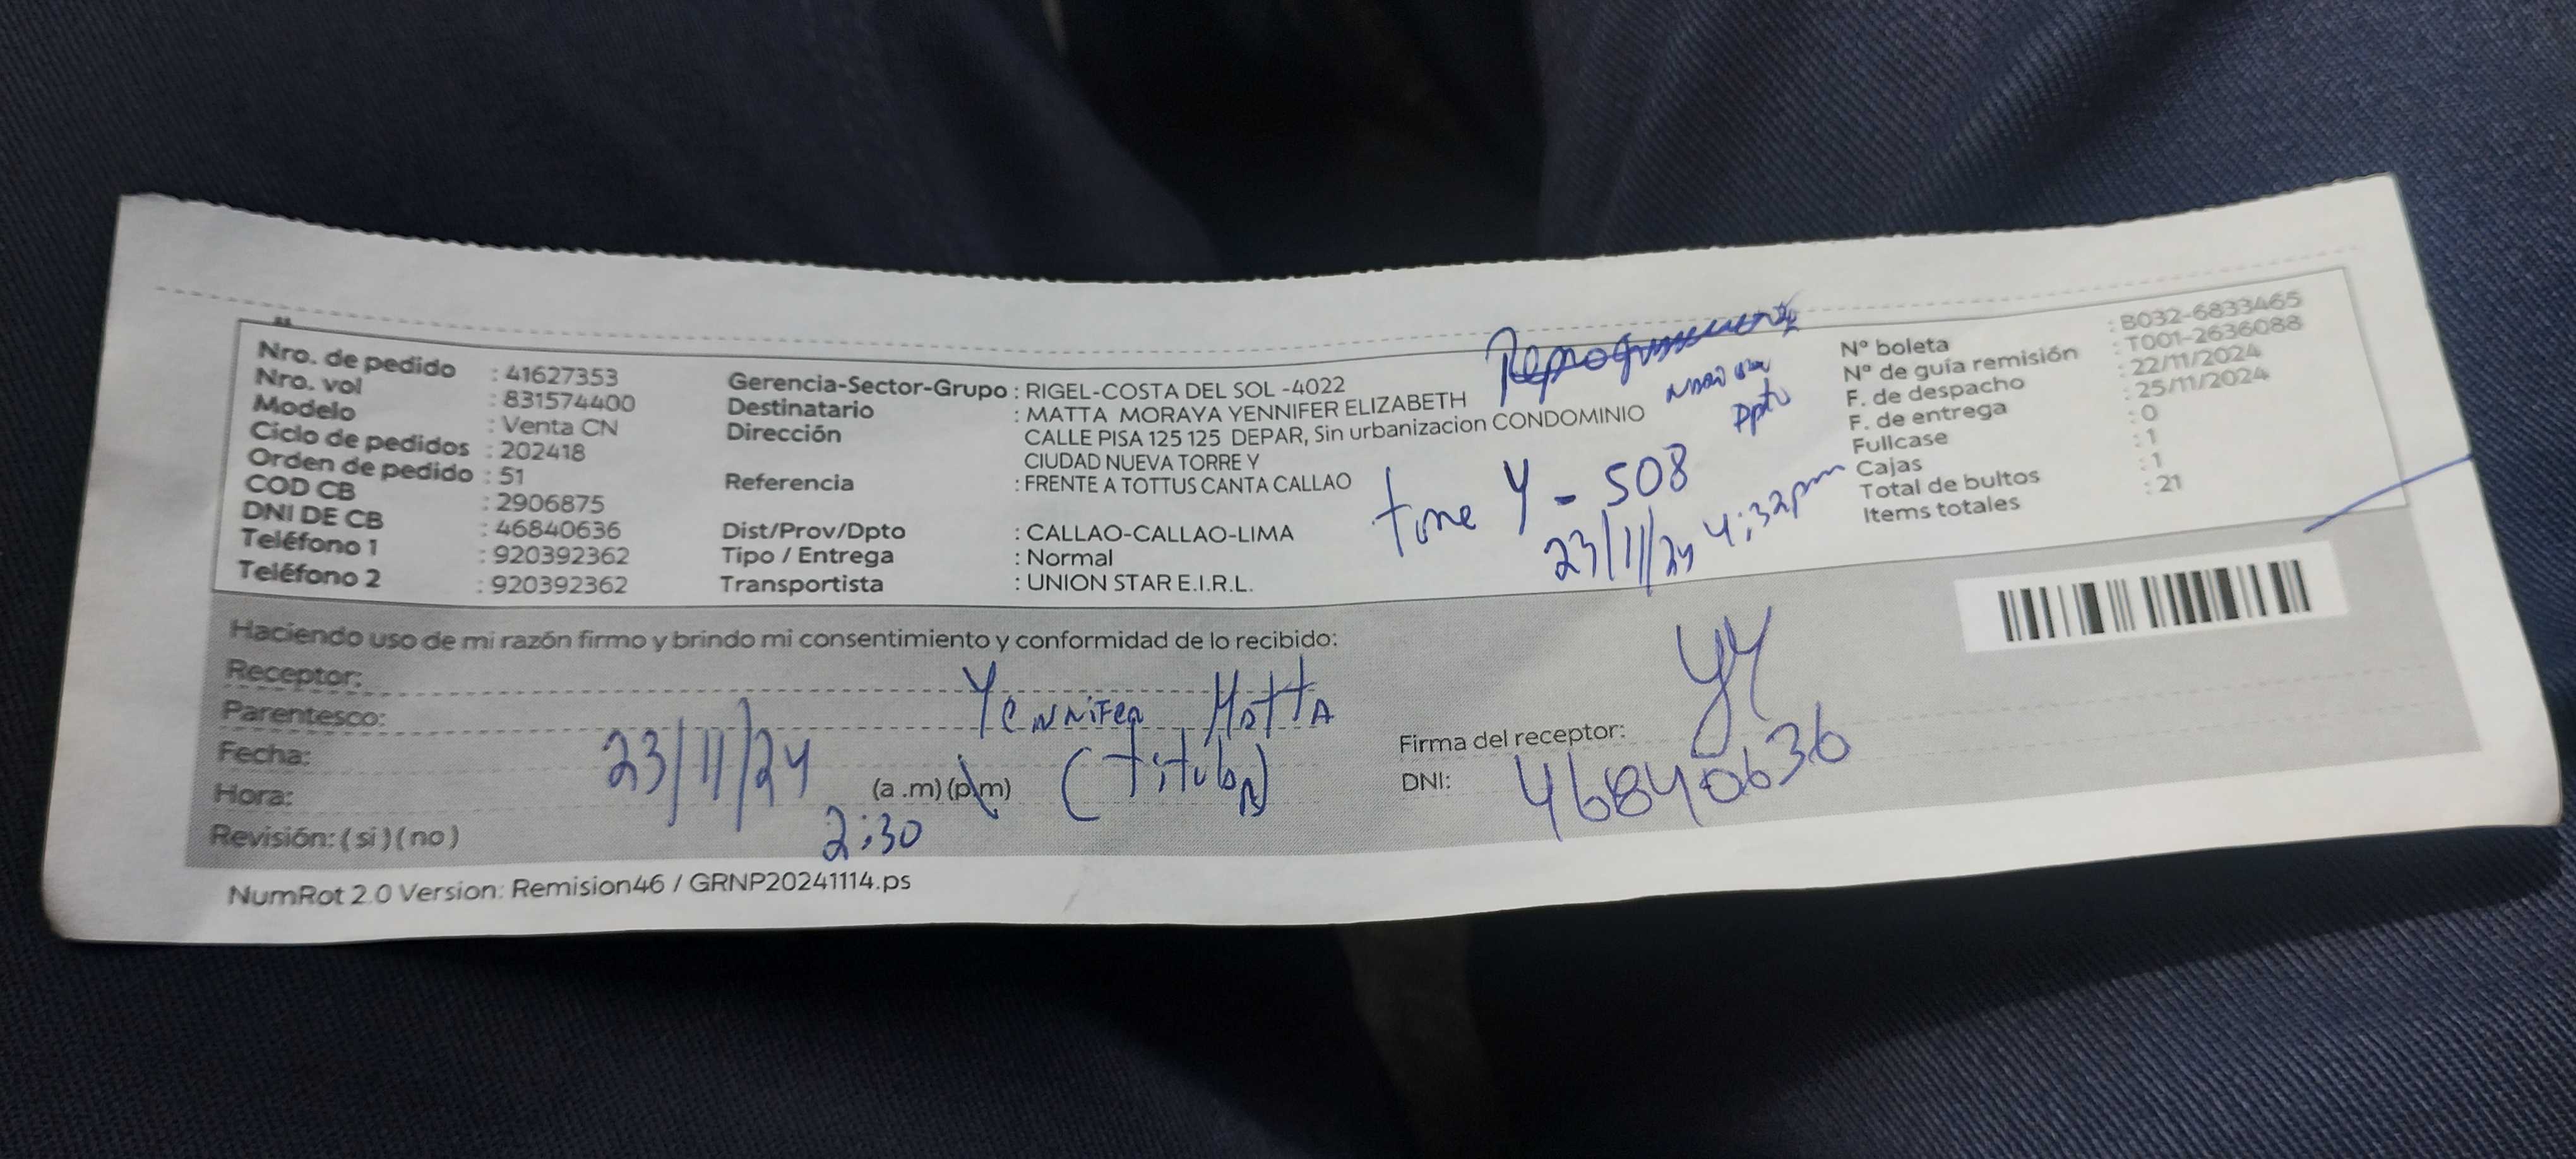 Nro. de pedido : 41627353
Nro. vol : 831574400
Modelo : Venta CN
Ciclo de pedidos : 202418
Orden de pedido : 51
COD CB : 2906875
DNI DE CB : 46840636
Teléfono 1 : 920392362
Teléfono 2 : 920392362
Gerencia-Sector-Grupo : RIGEL-COSTA DEL SOL -4022
Destinatario : MATTA MORAYA YENNIFER ELIZABETH
Dirección CALLE PISA 125 125 DEPAR, Sin urbanizacion CONDOMINIO
CIUDAD NUEVA TORRE Y
Referencia : FRENTE A TOTTUS CANTA CALLAO
Dist/Prov/Dpto : CALLAO-CALLAO-LIMA
Tipo / Entrega : Normal
Transportista : UNION STAR E.I.R.L.
Dpto
torre Y - 508
23/11/24 4:32pm
N° boleta : B032-6833465
N° de guía remisión : T001-2636088
F. de despacho : 22/11/2024
F. de entrega : 25/11/2024
Fullcase : 0
Cajas : 1
Total de bultos : 1
Items totales : 21
Haciendo uso de mi razón firmo y brindo mi consentimiento y conformidad de lo recibido:
Receptor: Yennifer Matta
Parentesco: (Titular)
Fecha: 23/11/24
Hora: (a .m) (p.m)
2:30
Revisión: ( si ) ( no )
Firma del receptor: YY
DNI: 46840636
NumRot 2.0 Version: Remision46 / GRNP20241114.ps